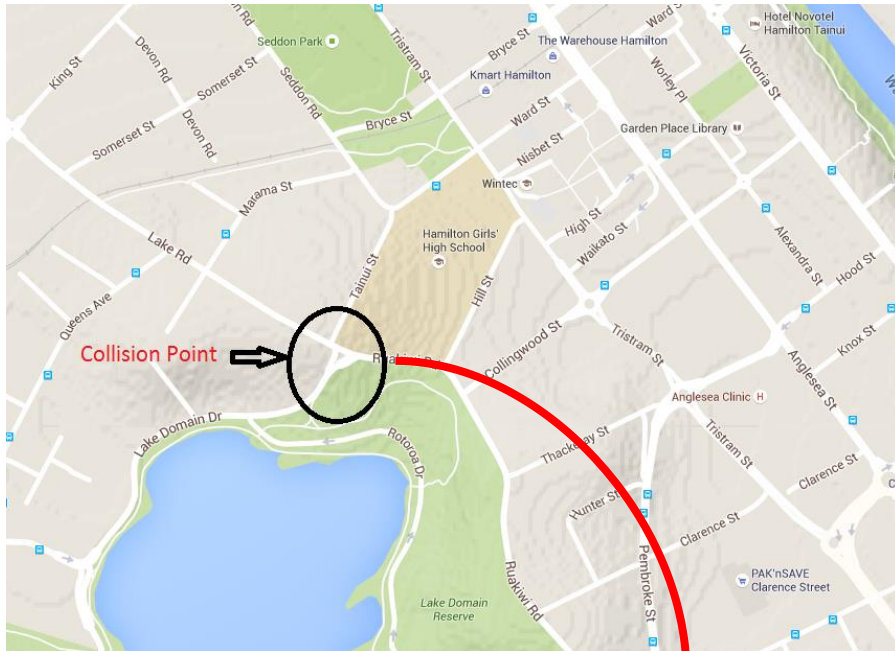 Hotel Novotel
Hamilton Tainui
Ward St
Bryce St
Tristram St
Seddon Park
The Warehouse Hamilton
Victoria St
King St
Devon Rd
Somerset St
Seddon Rd
Kmart Hamilton
Worley Pl
Devon Rd
Bryce St
Ward St
Garden Place Library
Somerset St
Nisbet St
Marama St
Wintec
High St
Lake Rd
Hamilton Girls'
High School
Waikato St
Alexandra St
Hood St
Tainui St
Hill St
Queens Ave
Collingwood St
Tristram St
Knox St
Collision Point
Anglesea St
Anglesea Clinic
H
Lake Domain Dr
Rotoroa Dr
Thackeray St
Tristram St
Clarence St
Hunter St
Clarence St
Pembroke St
PAK'nSAVE
Clarence Street
Ruakiwi Rd
Lake Domain
Reserve